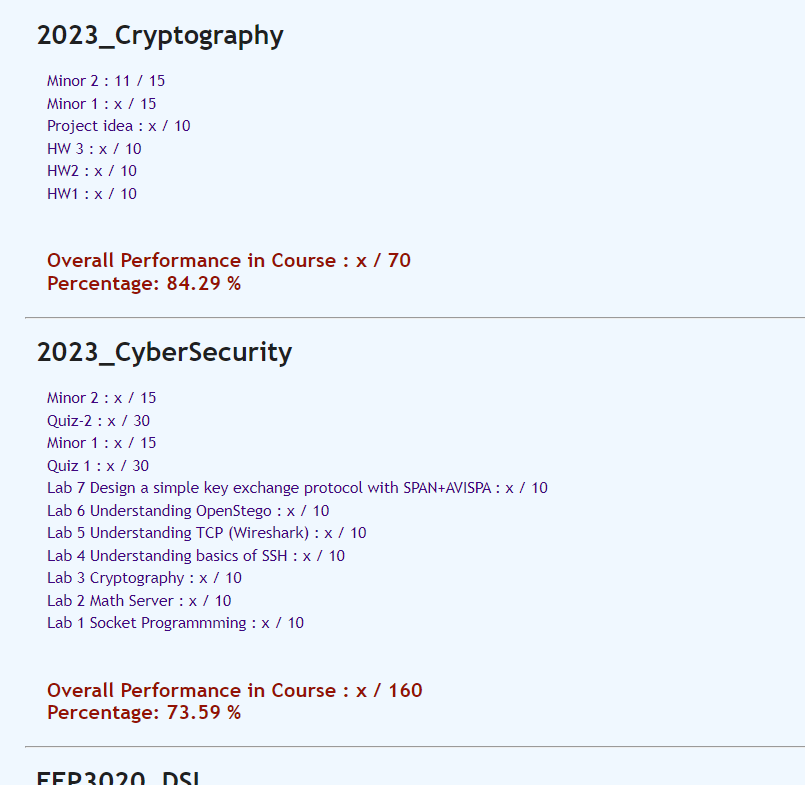 2023_Cryptography
Minor 2 : 11 / 15
Minor 1 : x / 15
Project idea : x / 10
HW 3 : x / 10
HW2 : x / 10
HW1 : x / 10
Overall Performance in Course : x / 70
Percentage: 84.29 %
2023_CyberSecurity
Minor 2 : x / 15
Quiz-2 : x / 30
Minor 1 : x / 15
Quiz 1 : x / 30
Lab 7 Design a simple key exchange protocol with SPAN+AVISPA : x / 10
Lab 6 Understanding OpenStego : x / 10
Lab 5 Understanding TCP (Wireshark) : x / 10
Lab 4 Understanding basics of SSH : x / 10
Lab 3 Cryptography : x / 10
Lab 2 Math Server : x / 10
Lab 1 Socket Programmming : x / 10
Overall Performance in Course : x / 160
Percentage: 73.59 %